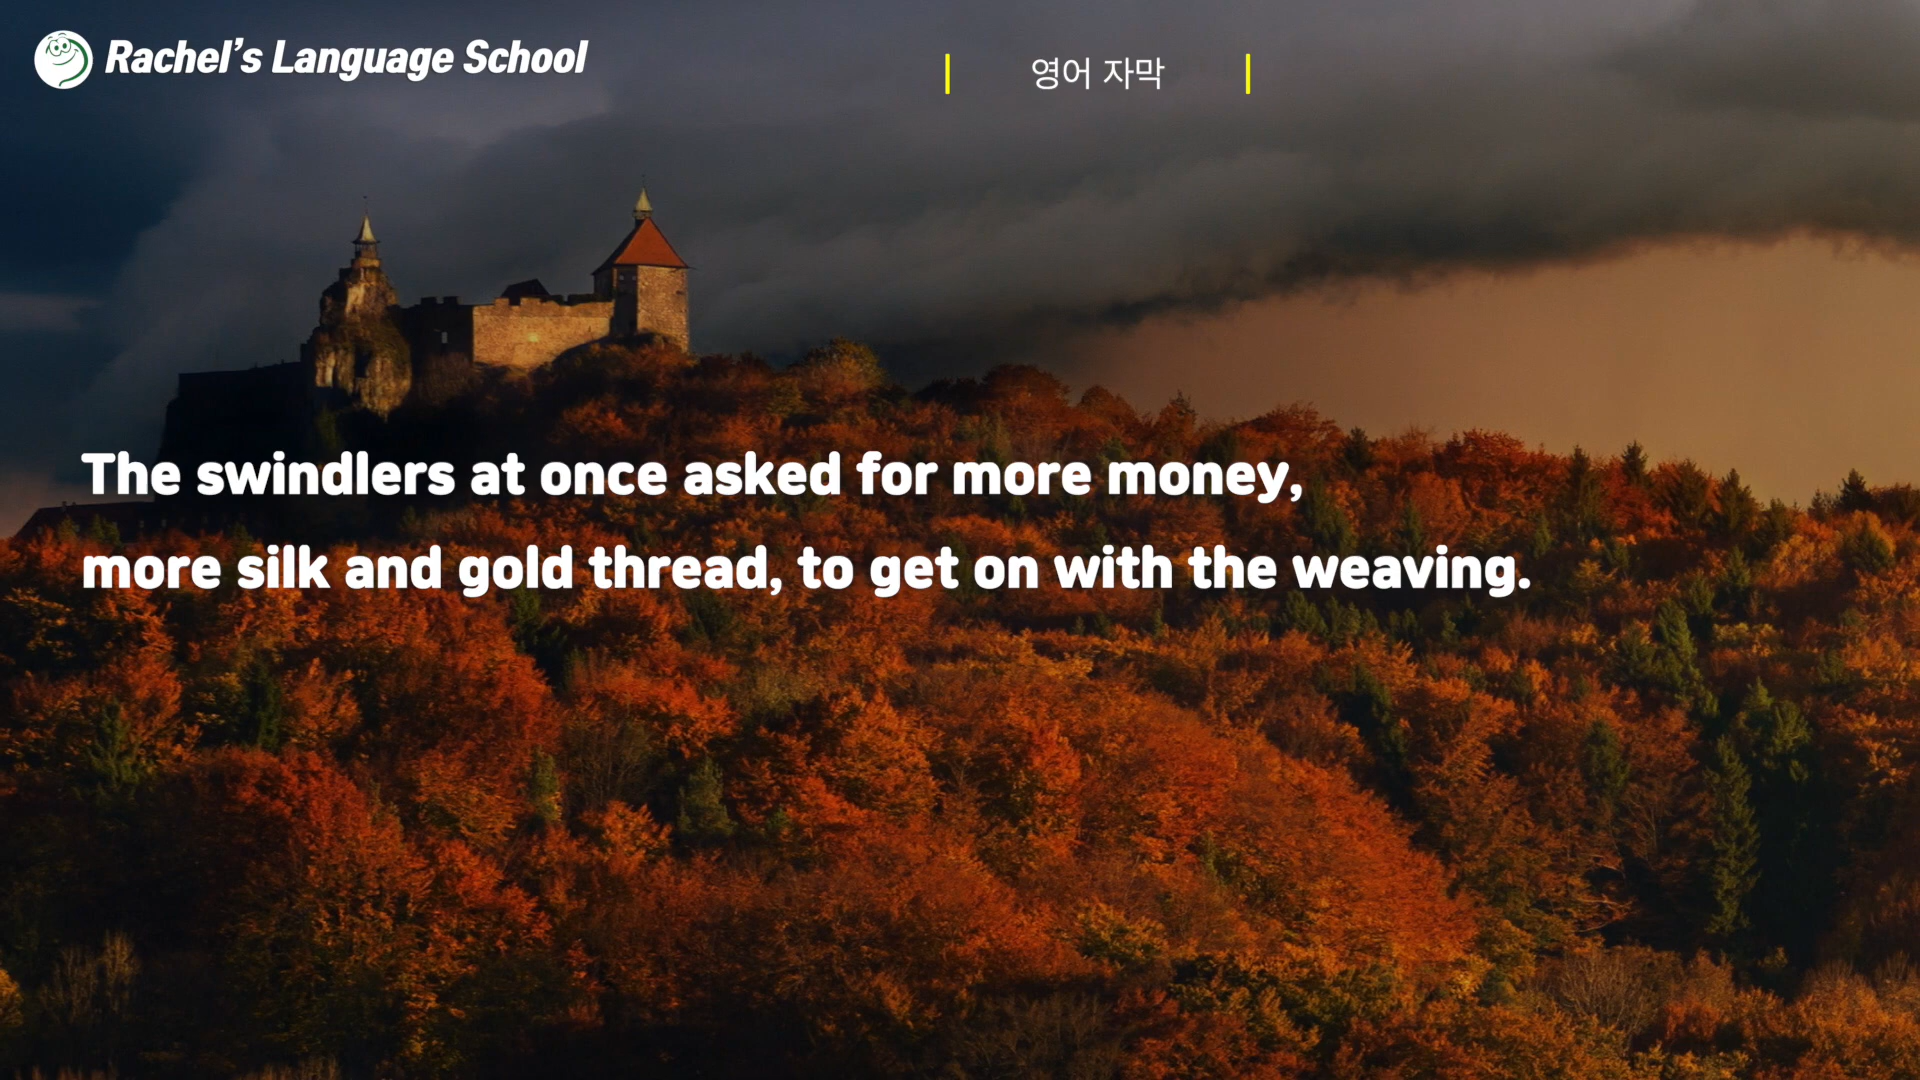 Rachel's Language School
영어 자막
The swindlers at once asked for more money,
more silk and gold thread, to get on with the weaving.